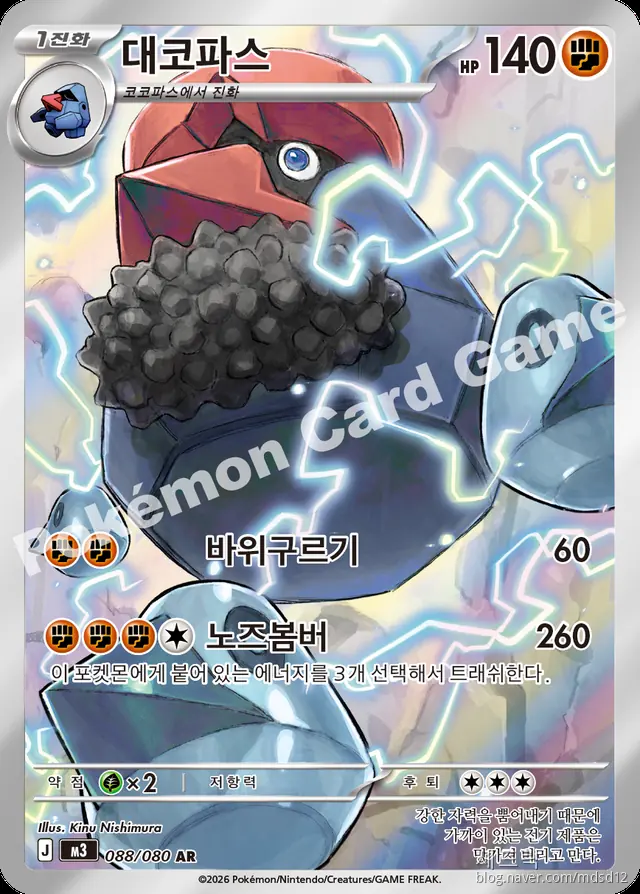 1진화
대코파스
HP 140
코코파스에서 진화
Pokémon Card Game
바위구르기 60
노즈봄버 260
이 포켓몬에게 붙어 있는 에너지를 3개 선택해서 트래쉬한다.
약점 ×2 저항력 후퇴
강한 자력을 뿜어내기 때문에
가까이 있는 전기 제품은
망가져 버리고 만다.
Illus. Kinu Nishimura
J M3 088/080 AR
©2026 Pokémon/Nintendo/Creatures/GAME FREAK.
blog.naver.com/mdsd12